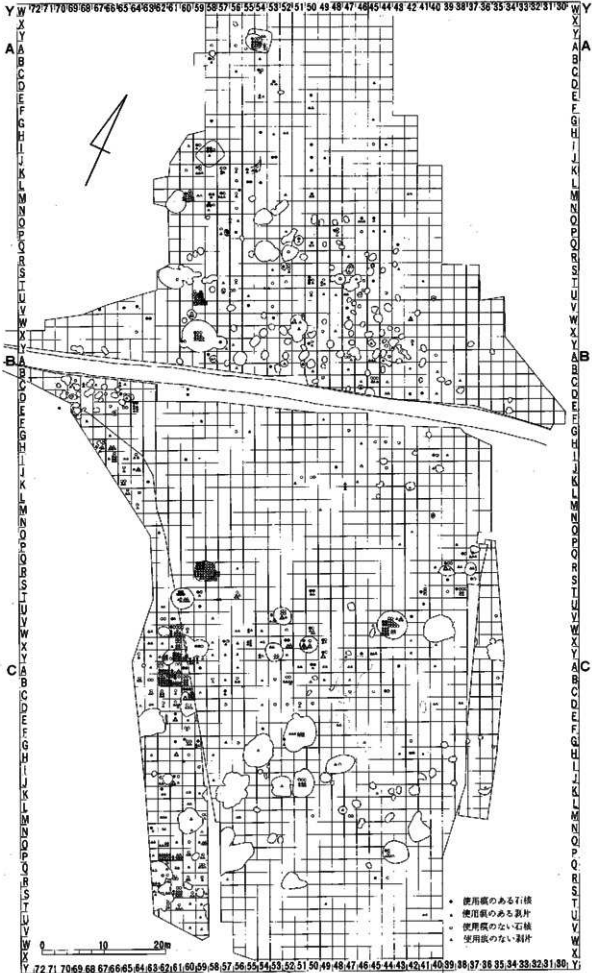 72 71 70 69 68 67 66 65 64 63 62 61 60 59 58 57 56 55 54 53 52 51 50 49 48 47 46 45 44 43 42 41 40 39 38 37 36 35 34 33 32 31 30
Y W W Y
X X
Y Y
A A A A
B B
C C
D D
E E
F F
G G
H H
I I
J J
K K
L L
M M
N N
O O
P P
Q Q
R R
S S
T T
U U
V V
W W
X X
Y Y
B A A B
B B
C C
D D
E E
F F
G G
H H
I I
J J
K K
L L
M M
N N
O O
P P
Q Q
R R
S S
T T
U U
V V
W W
X X
Y Y
C A A C
B B
C C
D D
E E
F F
G G
H H
I I
J J
K K
L L
M M
N N
O O
P P
Q Q
R R
S S
T T
U U
V V
W W
X X
Y Y
使用痕のある石核
使用痕のある剥片
使用痕のない石核
使用痕のない剥片
0 10 20m
72 71 70 69 68 67 66 65 64 63 62 61 60 59 58 57 56 55 54 53 52 51 50 49 48 47 46 45 44 43 42 41 40 39 38 37 36 35 34 33 32 31 30